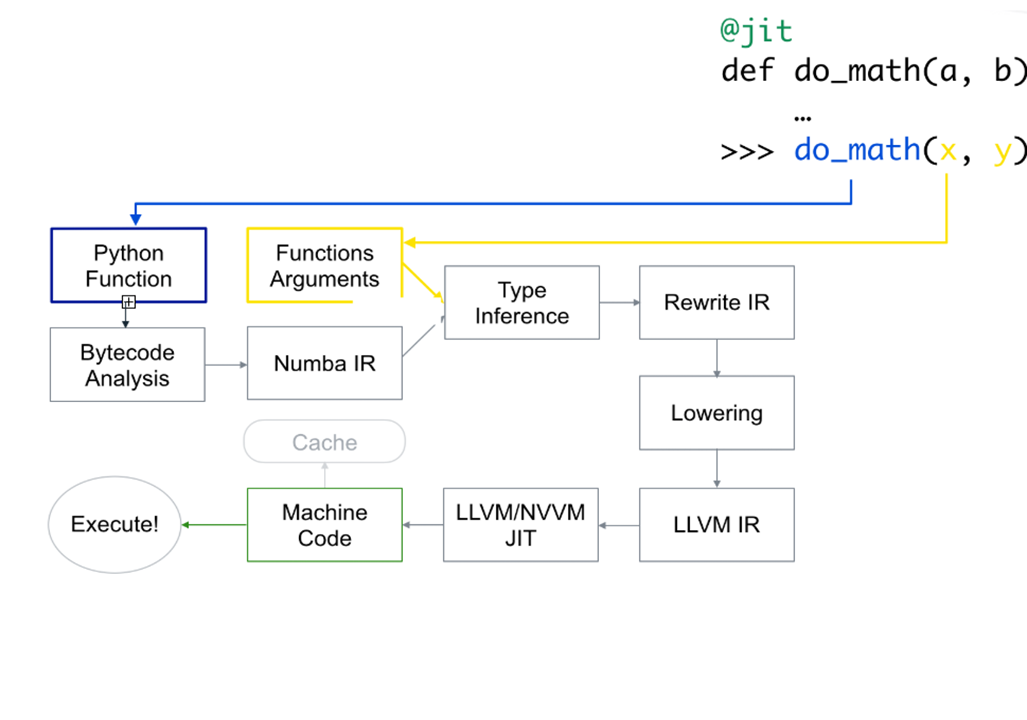 @jit
def do_math(a, b)
…
>>> do_math(x, y)
Python
Function
Functions
Arguments
Type
Inference
Rewrite IR
Bytecode
Analysis
Numba IR
Lowering
Cache
Execute!
Machine
Code
LLVM/NVVM
JIT
LLVM IR